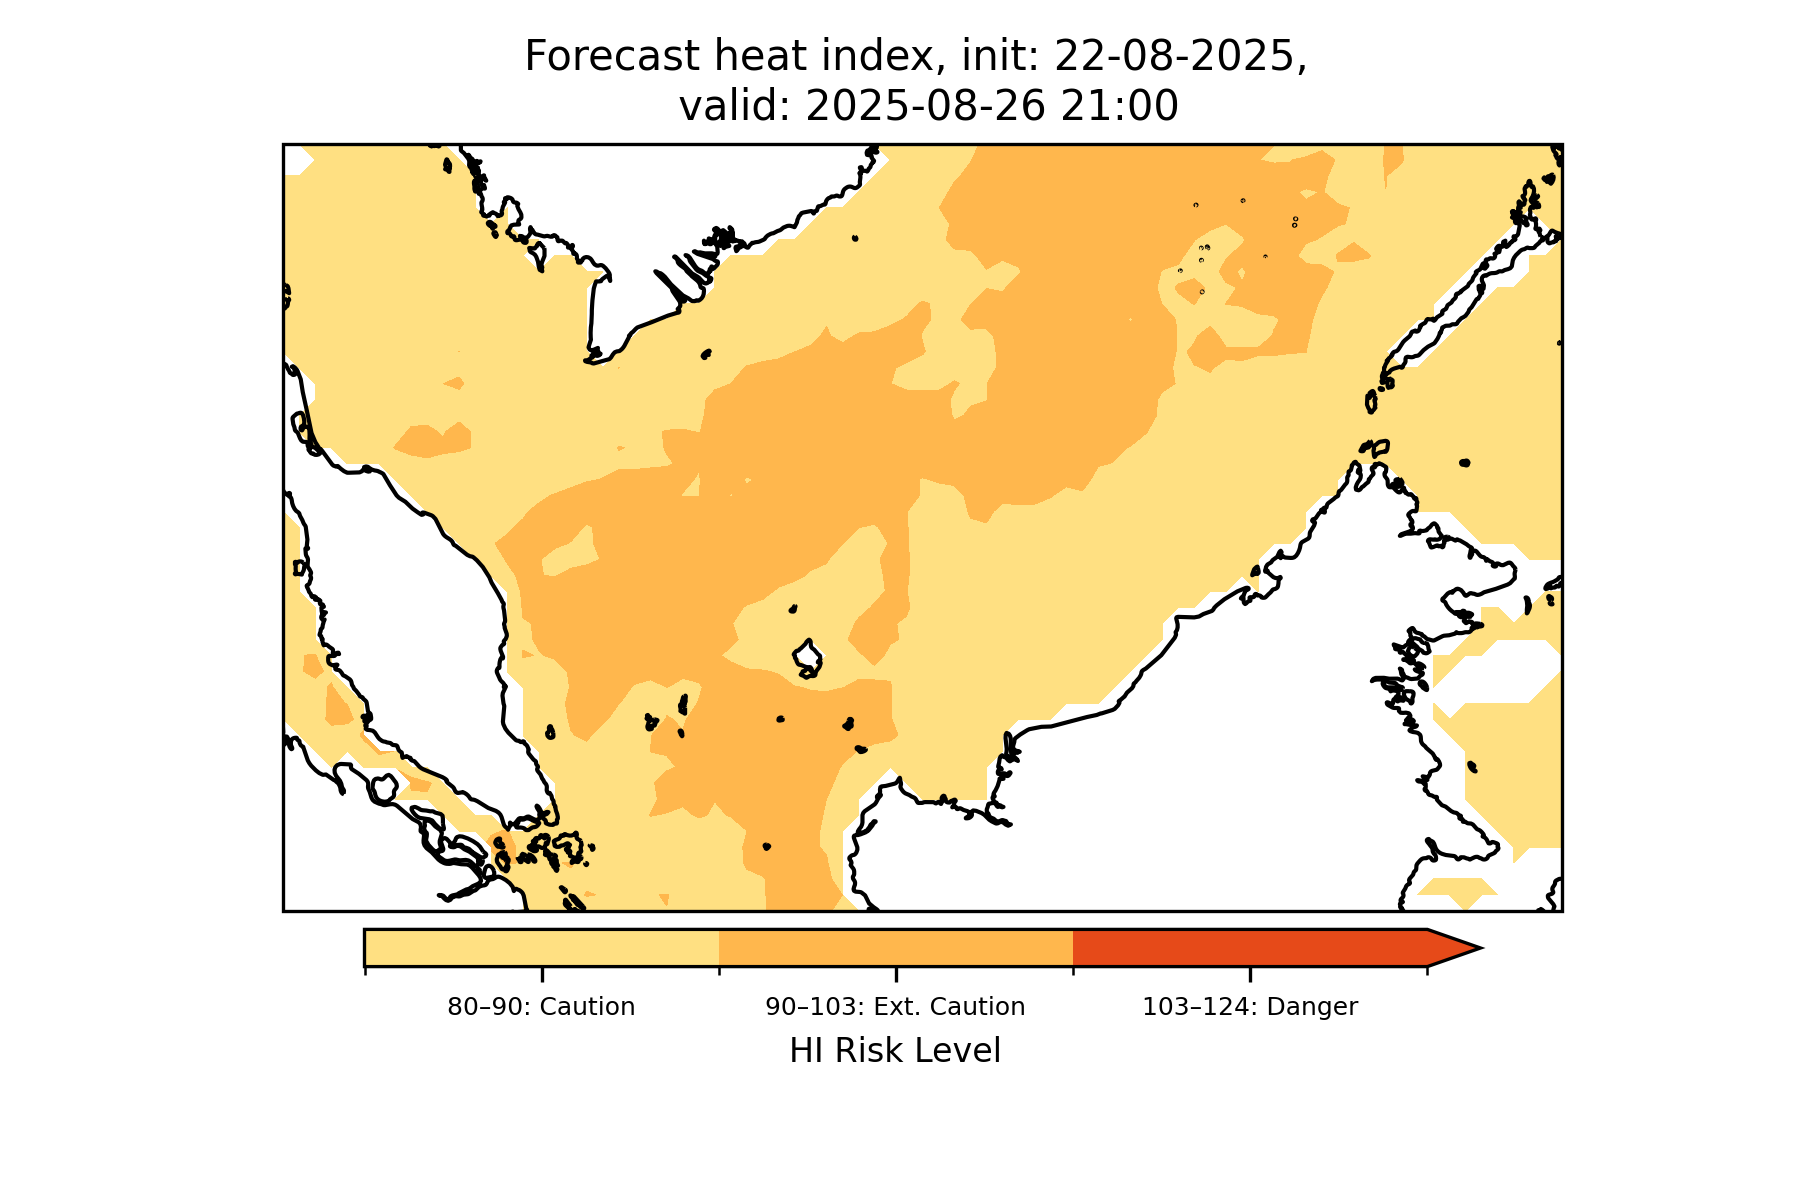 Forecast heat index, init: 22-08-2025,
valid: 2025-08-26 21:00
80–90: Caution
90–103: Ext. Caution
103–124: Danger
HI Risk Level